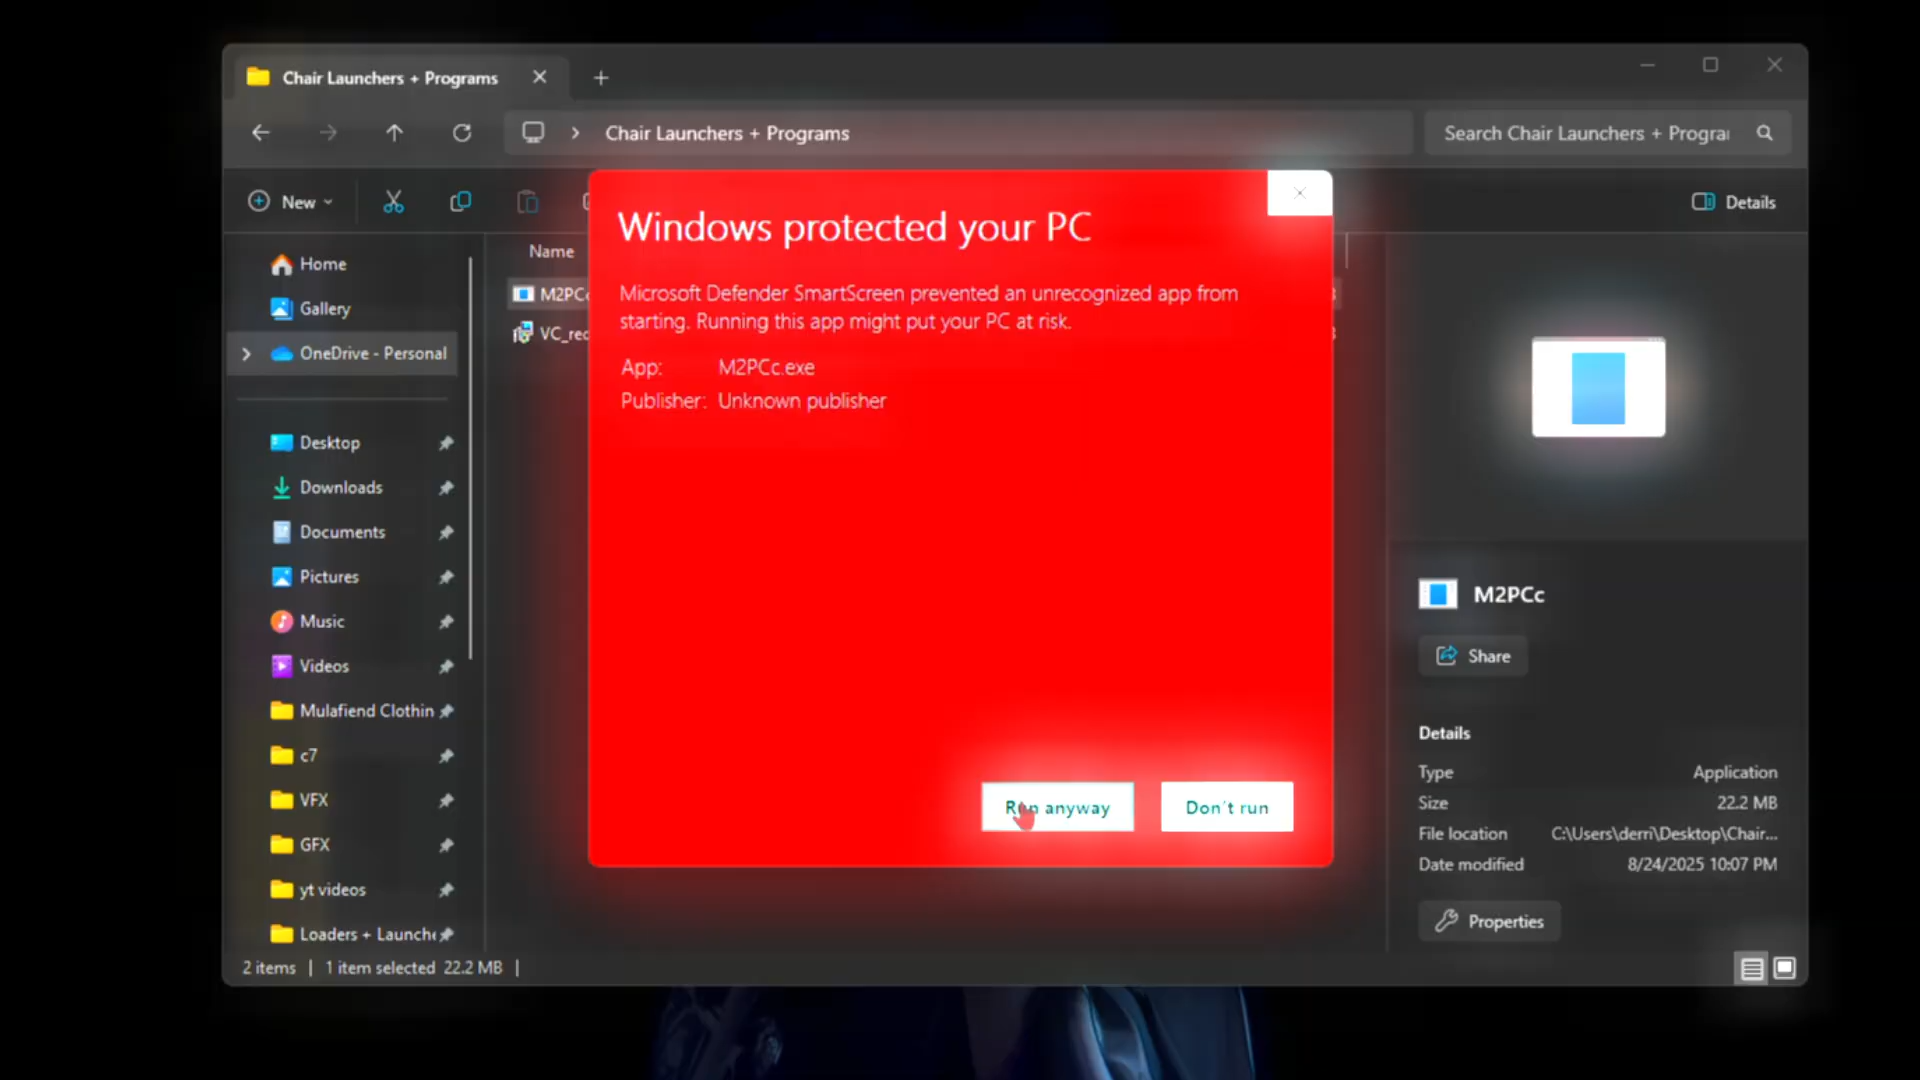 Chair Launchers + Programs
Chair Launchers + Programs
Search Chair Launchers + Progra
New
Details
Home
Gallery
OneDrive - Personal
Desktop
Downloads
Documents
Pictures
Music
Videos
Mulafiend Clothin
c7
VFX
GFX
yt videos
Loaders + Launche
Name
M2PCc
VC_red
Windows protected your PC
Microsoft Defender SmartScreen prevented an unrecognized app from
starting. Running this app might put your PC at risk.
App: M2PCc.exe
Publisher: Unknown publisher
Run anyway
Don't run
M2PCc
Share
Details
Type Application
Size 22.2 MB
File location C:\Users\derri\Desktop\Chair...
Date modified 8/24/2025 10:07 PM
Properties
2 items | 1 item selected 22.2 MB |